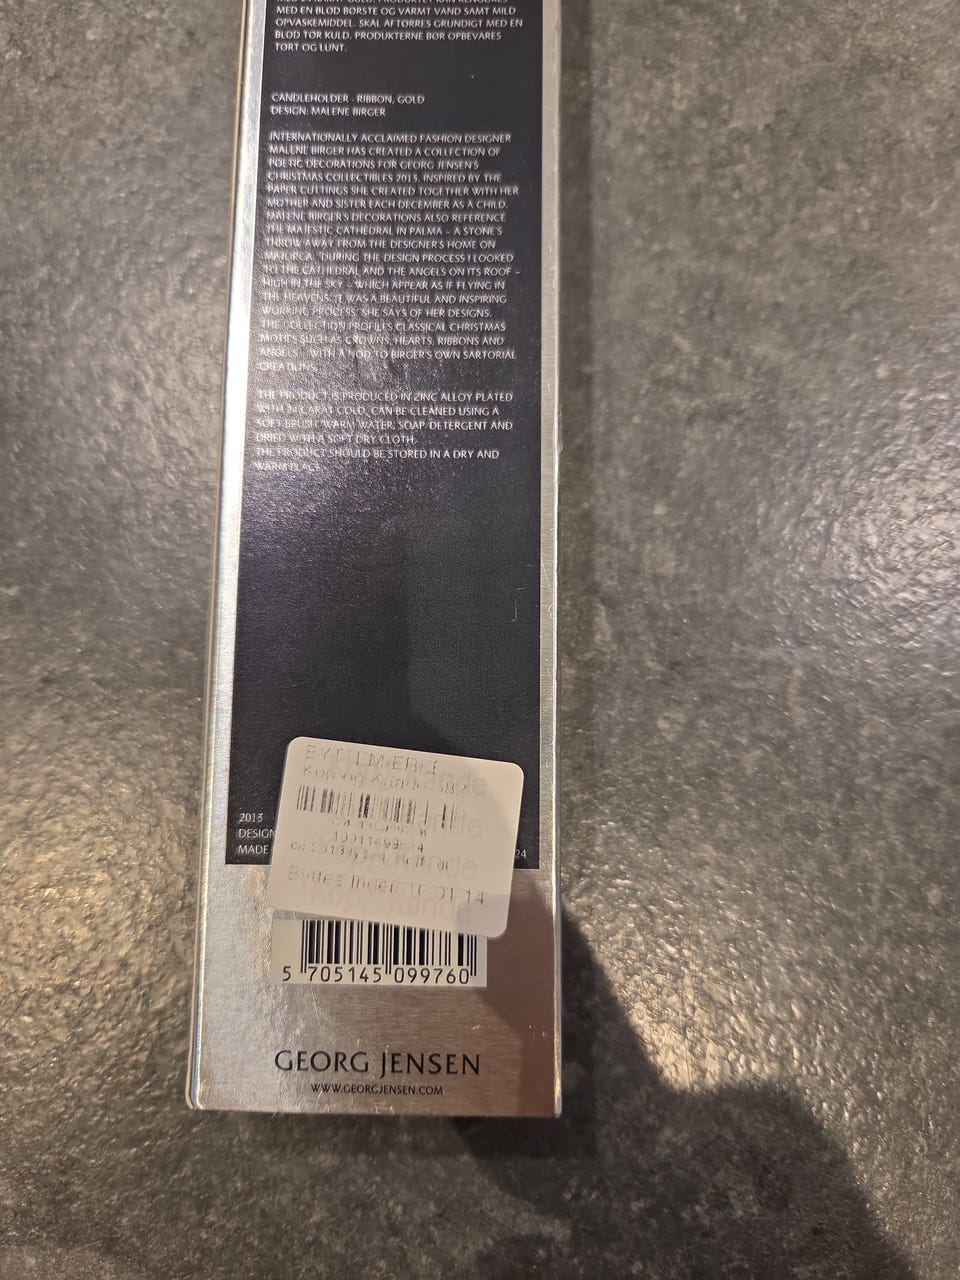 MED EN BLØD BØRSTE OG VARMT VAND SAMT MILD
OPVASKEMIDDEL. SKAL AFTØRRES GRUNDIGT MED EN
BLØD TØR KLUD. PRODUKTERNE BØR OPBEVARES
TØRT OG LUNT.
CANDLEHOLDER - RIBBON, GOLD
DESIGN: MALENE BIRGER
INTERNATIONALLY ACCLAIMED FASHION DESIGNER
MALENE BIRGER HAS CREATED A COLLECTION OF
POETIC DECORATIONS FOR GEORG JENSEN'S
CHRISTMAS COLLECTIBLES 2013, INSPIRED BY THE
PAPER CUTTINGS SHE CREATED TOGETHER WITH HER
MOTHER AND SISTER EACH DECEMBER AS A CHILD.
MALENE BIRGER'S DECORATIONS ALSO REFERENCE
THE MAJESTIC CATHEDRAL IN PALMA – A STONE'S
THROW AWAY FROM THE DESIGNER'S HOME ON
MAJORCA. "DURING THE DESIGN PROCESS I LOOKED
TO THE CATHEDRAL AND THE ANGELS ON ITS ROOF –
HIGH IN THE SKY – WHICH APPEAR AS IF FLYING IN
THE HEAVENS. IT WAS A BEAUTIFUL AND INSPIRING
WORKING PROCESS" SHE SAYS OF HER DESIGNS.
THE COLLECTION PROFILES CLASSICAL CHRISTMAS
MOTIFS SUCH AS CROWNS, HEARTS, RIBBONS AND
ANGELS – WITH A NOD TO BIRGER'S OWN SARTORIAL
CREATIONS.
THE PRODUCT IS PRODUCED IN ZINC ALLOY PLATED
WITH 24 CARAT GOLD. CAN BE CLEANED USING A
SOFT BRUSH, WARM WATER, SOAP DETERGENT AND
DRIED WITH A SOFT DRY CLOTH.
THE PRODUCT SHOULD BE STORED IN A DRY AND
WARM PLACE.
BYTTEMÆRKE
Kop og Kande
2013
DESIGN
MADE
24
Byttes inden 10-01-14
5 705145 099760
GEORG JENSEN
WWW.GEORGJENSEN.COM